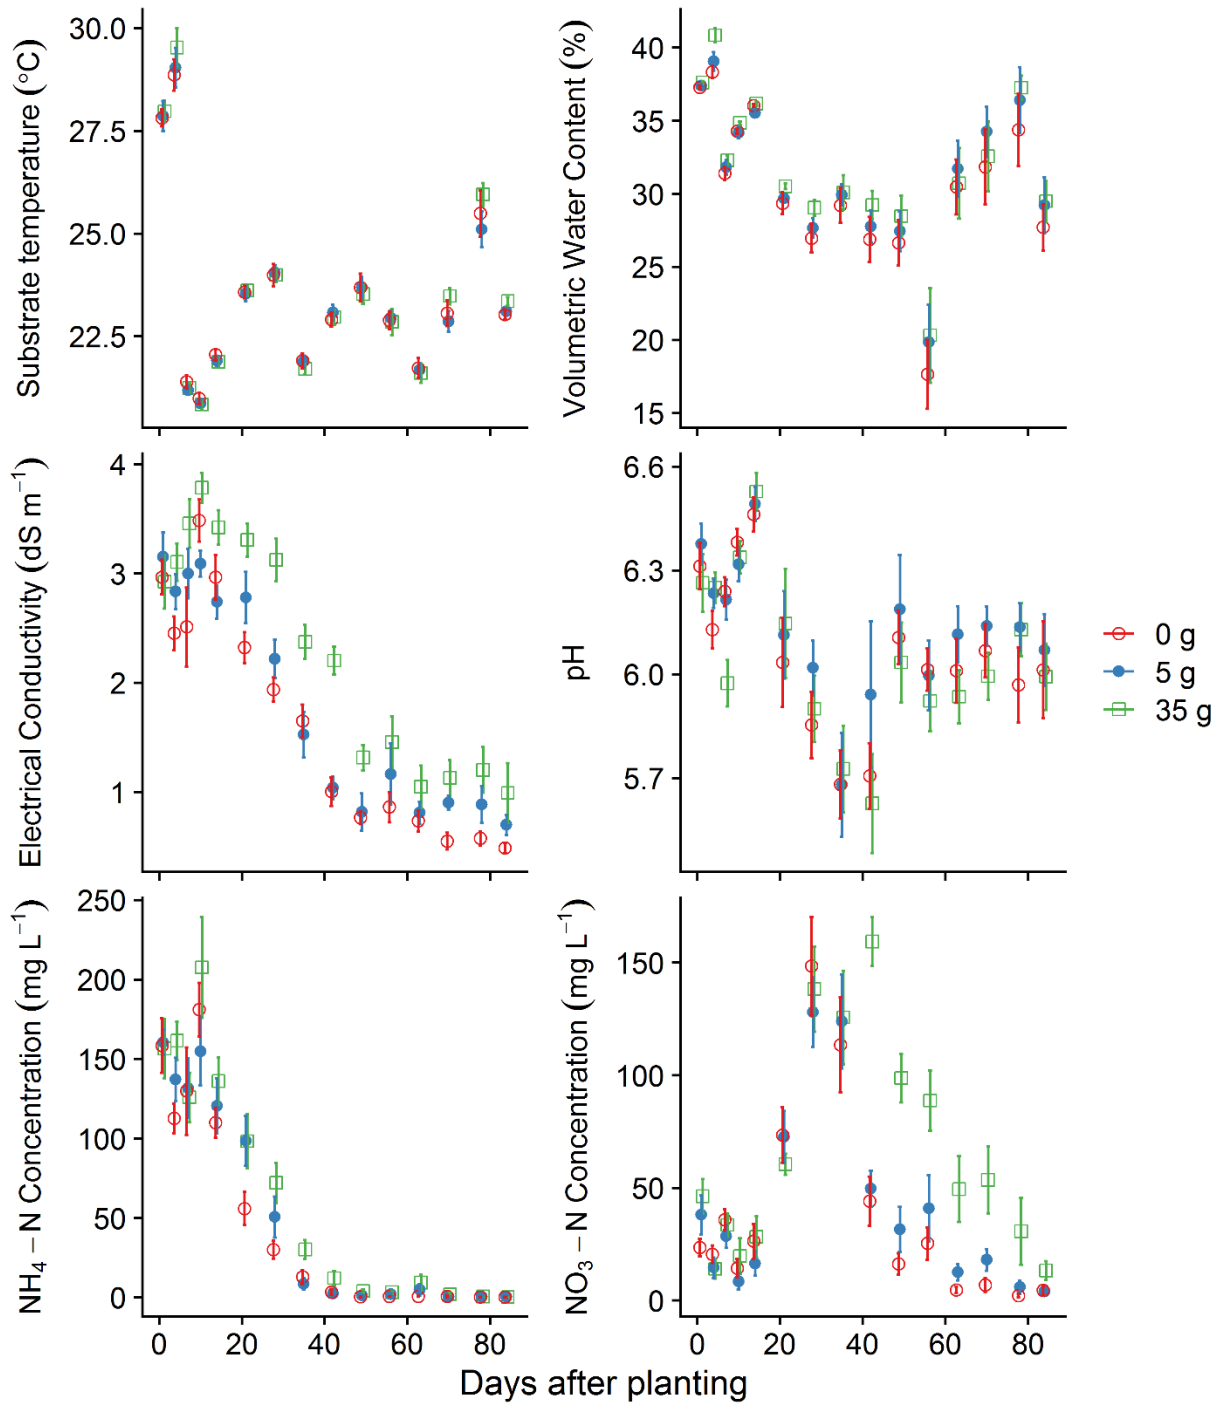 Substrate temperature (°C)
30.0
27.5
25.0
22.5
Volumetric Water Content (%)
40
35
30
25
20
15
Electrical Conductivity (dS m⁻¹)
4
3
2
1
pH
6.6
6.3
6.0
5.7
0 g
5 g
35 g
NH₄ − N Concentration (mg L⁻¹)
250
200
150
100
50
0
NO₃ − N Concentration (mg L⁻¹)
150
100
50
0
0 20 40 60 80
0 20 40 60 80
Days after planting